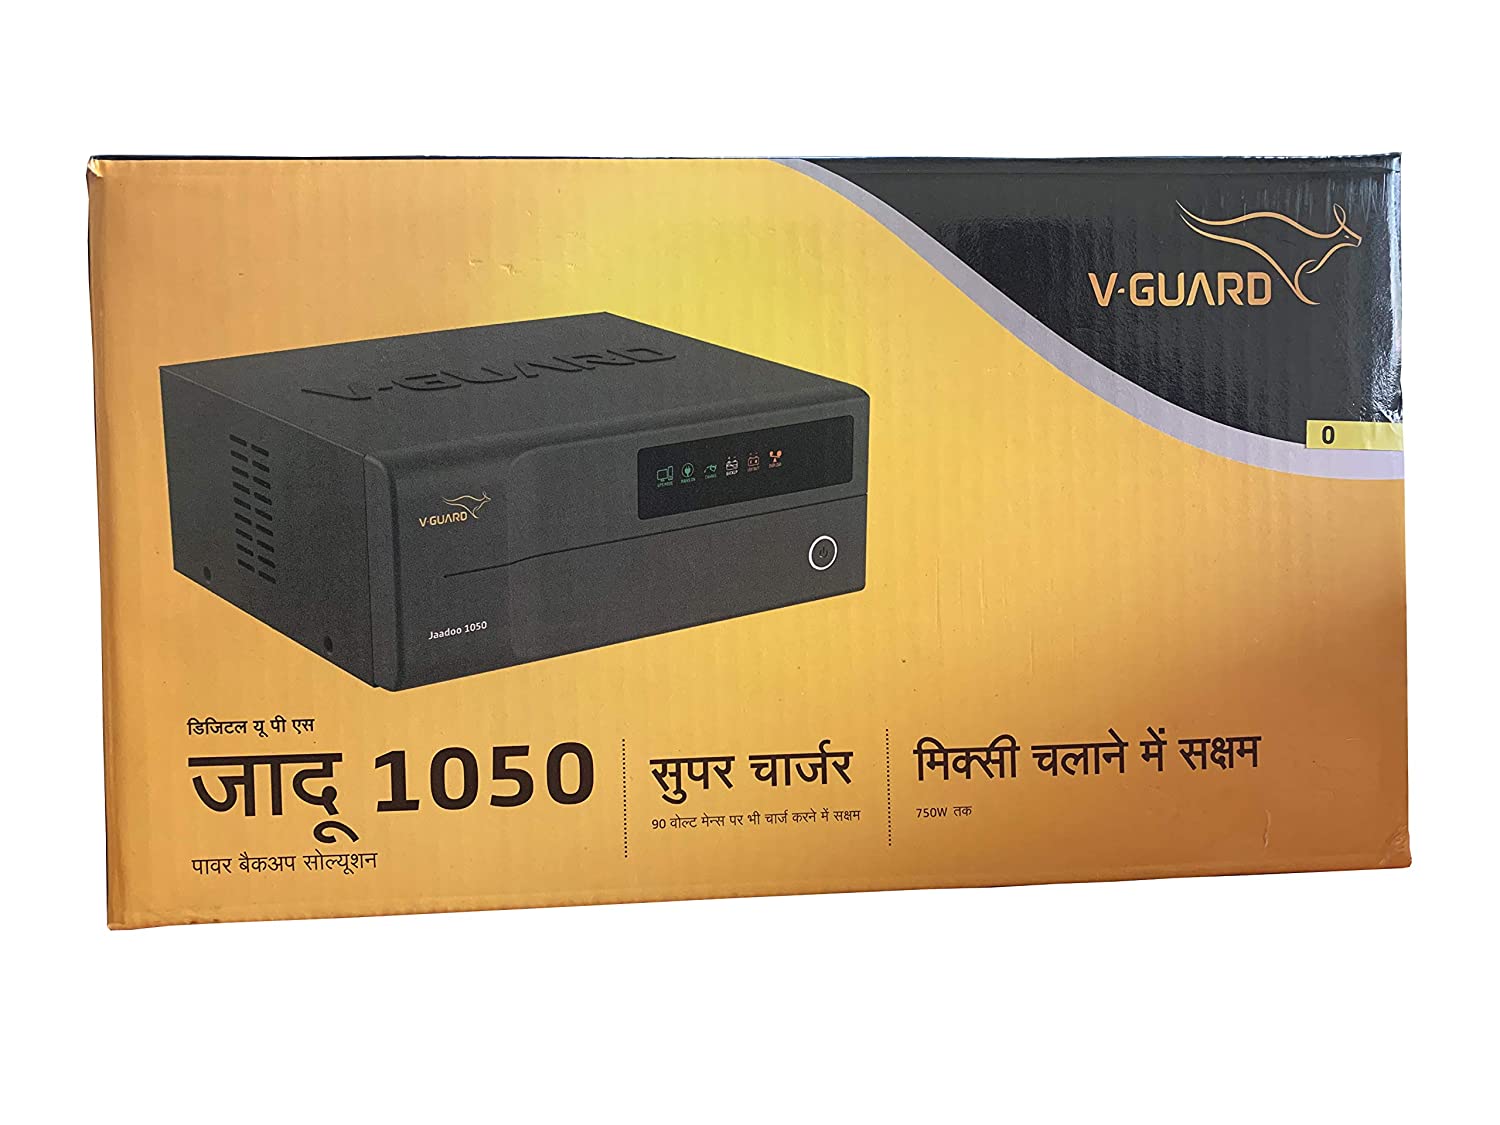 V-GUARD
0
V-GUARD
V-GUARD
Jaadoo 1050
डिजिटल यू पी एस
जादू 1050
पावर बैकअप सोल्यूशन
सुपर चार्जर
90 वोल्ट मेन्स पर भी चार्ज करने में सक्षम
मिक्सी चलाने में सक्षम
750W तक